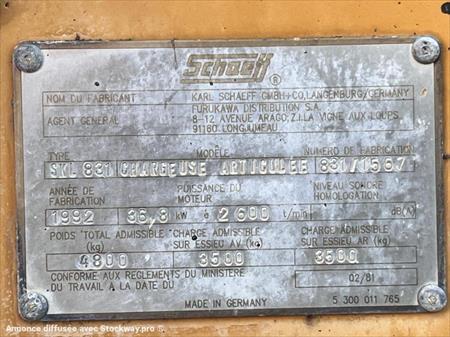 Schaeff ®
NOM DU FABRICANT KARL SCHAEFF GMBH+CO, LANGENBURG/GERMANY
AGENT GENERAL FURUKAWA DISTRIBUTION S.A.
8-12 AVENUE ARAGO, Z.I.LA VIGNE AUX LOUPS
91160 LONGJUMEAU
TYPE MODÈLE NUMERO DE FABRICATION
SKL 831 CHARGEUSE ARTICULEE 831/1567
ANNÉE DE FABRICATION PUISSANCE DU MOTEUR NIVEAU SONORE HOMOLOGATION
1992 36,8 kW à 2600 t/min dB(A)
POIDS TOTAL ADMISSIBLE (kg) CHARGE ADMISSIBLE SUR ESSIEU AV (kg) CHARGE ADMISSIBLE SUR ESSIEU AR (kg)
4800 3500 3500
CONFORME AUX REGLEMENTS DU MINISTERE
DU TRAVAIL A LA DATE DU 02/81
MADE IN GERMANY 5 300 011 765
Annonce diffusée avec Stockway.pro ®.